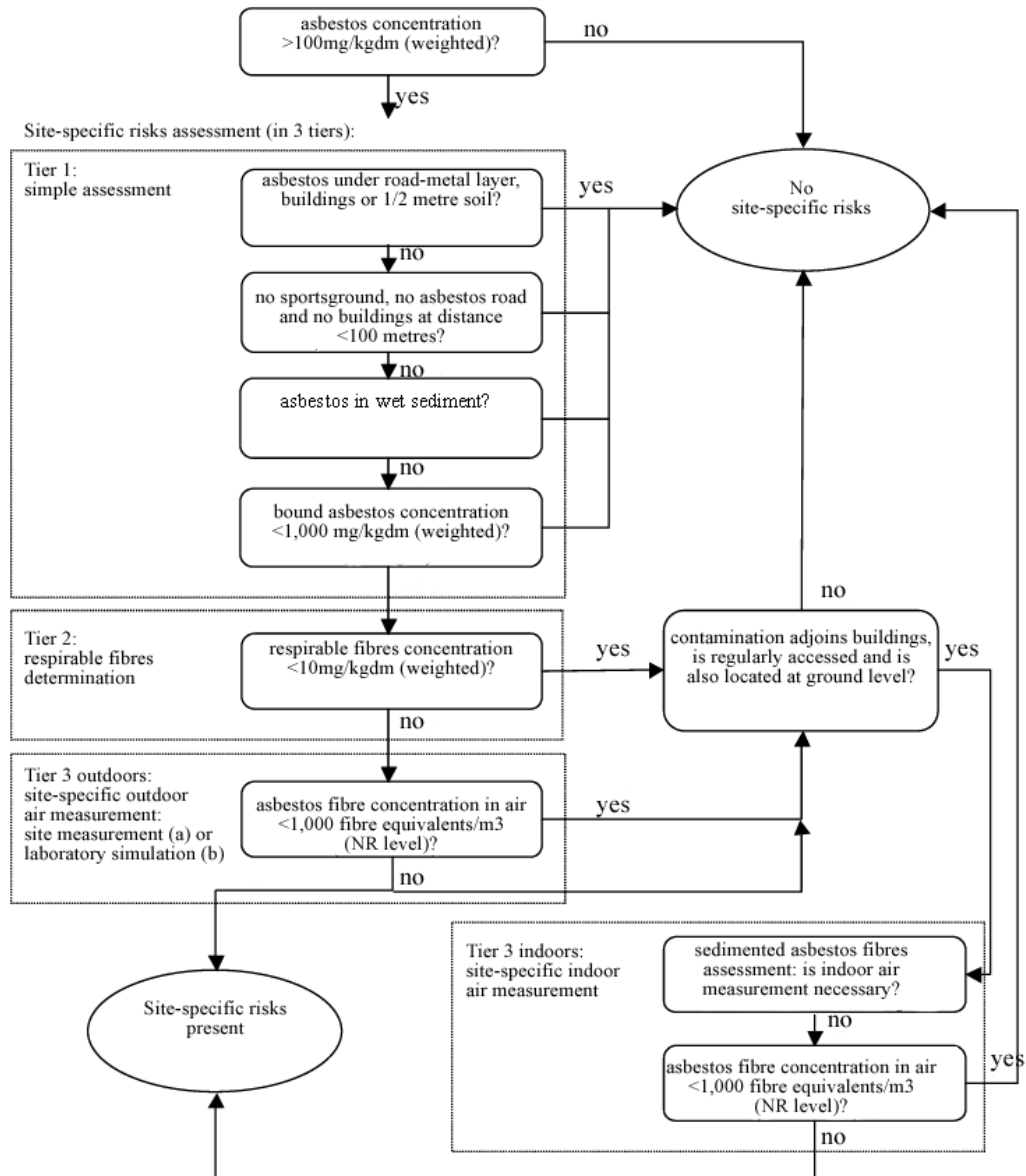 asbestos concentration
>100mg/kgdm (weighted)?
no
yes
Site-specific risks assessment (in 3 tiers):
Tier 1:
simple assessment
asbestos under road-metal layer,
buildings or 1/2 metre soil?
yes
No
site-specific risks
no
no sportsground, no asbestos road
and no buildings at distance
<100 metres?
no
asbestos in wet sediment?
no
bound asbestos concentration
<1,000 mg/kgdm (weighted)?
no
Tier 2:
respirable fibres
determination
respirable fibres concentration
<10mg/kgdm (weighted)?
yes
contamination adjoins buildings,
is regularly accessed and is
also located at ground level?
yes
no
Tier 3 outdoors:
site-specific outdoor
air measurement:
site measurement (a) or
laboratory simulation (b)
asbestos fibre concentration in air
<1,000 fibre equivalents/m3
(NR level)?
yes
no
Tier 3 indoors:
site-specific indoor
air measurement
sedimented asbestos fibres
assessment: is indoor air
measurement necessary?
Site-specific risks
present
no
asbestos fibre concentration in air
<1,000 fibre equivalents/m3
(NR level)?
yes
no